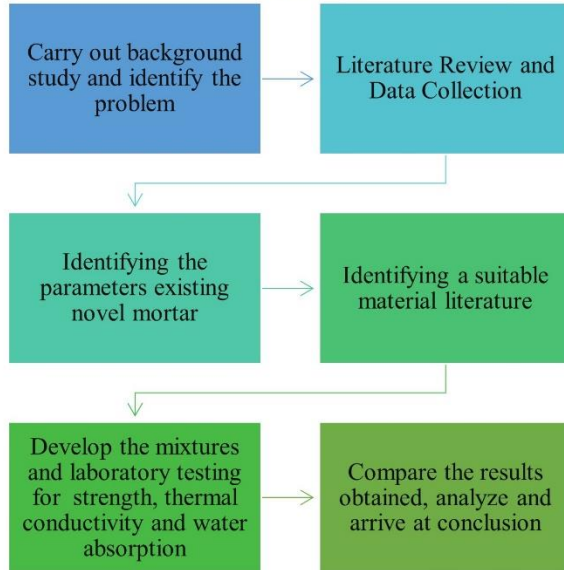 Carry out background
study and identify the
problem
Literature Review and
Data Collection
Identifying the
parameters existing
novel mortar
Identifying a suitable
material literature
Develop the mixtures
and laboratory testing
for strength, thermal
conductivity and water
absorption
Compare the results
obtained, analyze and
arrive at conclusion